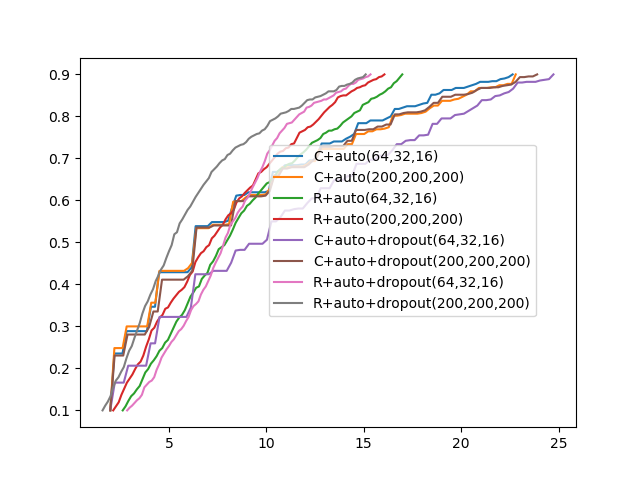 0.9
0.8
0.7
0.6
0.5
0.4
0.3
0.2
0.1
C+auto(64,32,16)
C+auto(200,200,200)
R+auto(64,32,16)
R+auto(200,200,200)
C+auto+dropout(64,32,16)
C+auto+dropout(200,200,200)
R+auto+dropout(64,32,16)
R+auto+dropout(200,200,200)
5 10 15 20 25